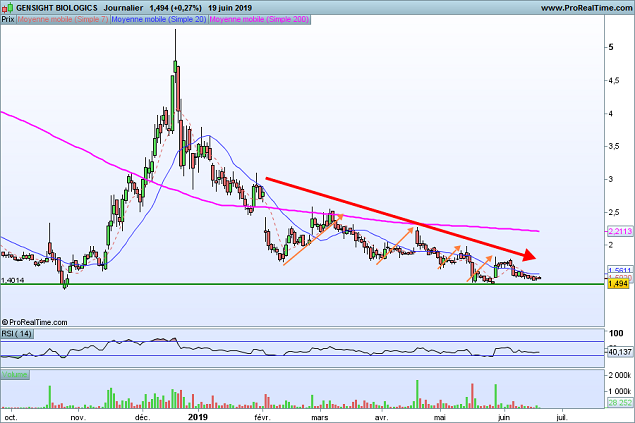 GENSIGHT BIOLOGICS Journalier 1,494 (+0,27%) 19 juin 2019 www.ProRealTime.com
Prix Moyenne mobile (Simple 7) Moyenne mobile (Simple 20) Moyenne mobile (Simple 200)
5
4,5
4
3,5
3
2,5
2,2113
2
1,5611
1,494
1,4014
© ProRealTime.com
RSI (14)
40,137
Volume
2 000k
1 000k
28 252
oct. nov. déc. 2019 févr. mars avr. mai juin juil.